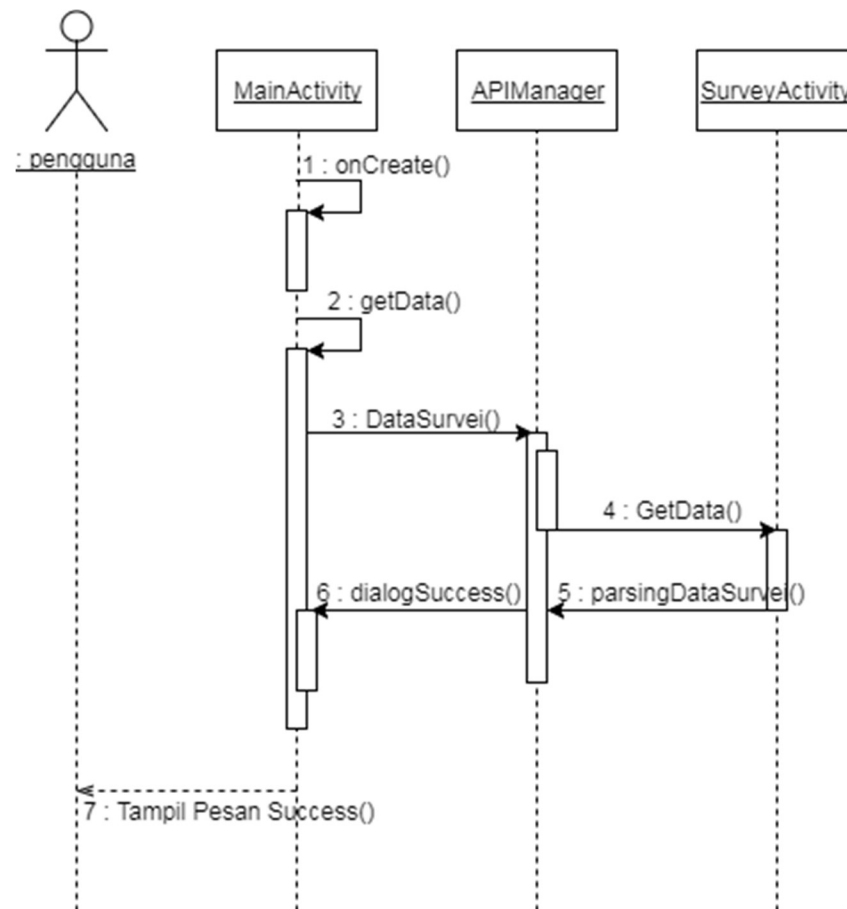 MainActivity
APIManager
SurveyActivity
: pengguna
1 : onCreate()
2 : getData()
3 : DataSurvei()
4 : GetData()
6 : dialogSuccess()
5 : parsingDataSurvei()
7 : Tampil Pesan Success()